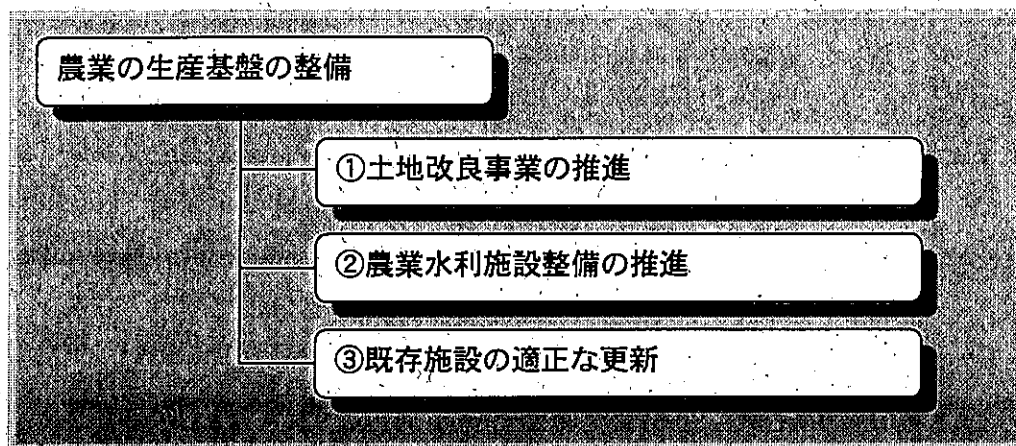 農業の生産基盤の整備
①土地改良事業の推進
②農業水利施設整備の推進
③既存施設の適正な更新